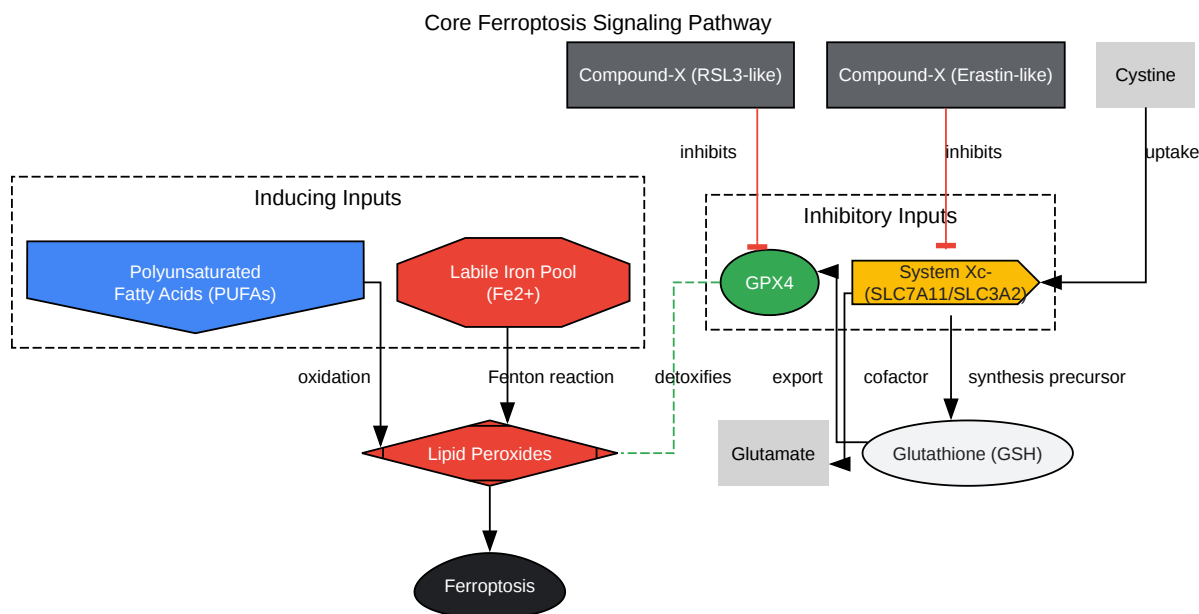 Core Ferroptosis Signaling Pathway
Compound-X (RSL3-like)
Compound-X (Erastin-like)
Cystine
inhibits
inhibits
uptake
Inducing Inputs
Inhibitory Inputs
Polyunsaturated
Fatty Acids (PUFAs)
Labile Iron Pool
(Fe2+)
GPX4
System Xc-
(SLC7A11/SLC3A2)
oxidation
Fenton reaction
detoxifies
export
cofactor
synthesis precursor
Lipid Peroxides
Glutamate
Glutathione (GSH)
Ferroptosis